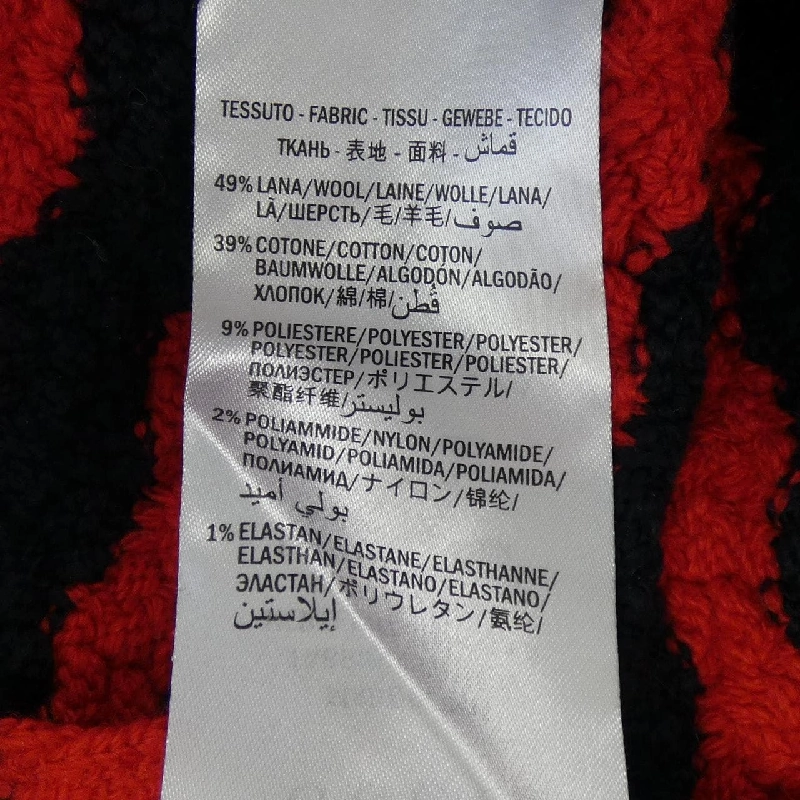 TESSUTO - FABRIC - TISSU - GEWEBE - TECIDO
ТКАНЬ - 表地 - 面料 - قماش
49% LANA/WOOL/LAINE/WOLLE/LANA/
LÃ/ШЕРСТЬ/毛/羊毛/صوف
39% COTONE/COTTON/COTON/
BAUMWOLLE/ALGODÓN/ALGODÃO/
ХЛОПОК/綿/棉/قطن
9% POLIESTERE/POLYESTER/POLYESTER/
POLYESTER/POLIESTER/POLIESTER/
ПОЛИЭСТЕР/ポリエステル/
聚酯纤维/بوليستر
2% POLIAMMIDE/NYLON/POLYAMIDE/
POLYAMID/POLIAMIDA/POLIAMIDA/
ПОЛИАМИД/ナイロン/锦纶/
بولي أميد
1% ELASTAN/ELASTANE/ELASTHANNE/
ELASTHAN/ELASTANO/ELASTANO/
ЭЛАСТАН/ポリウレタン/氨纶/
إيلاستين